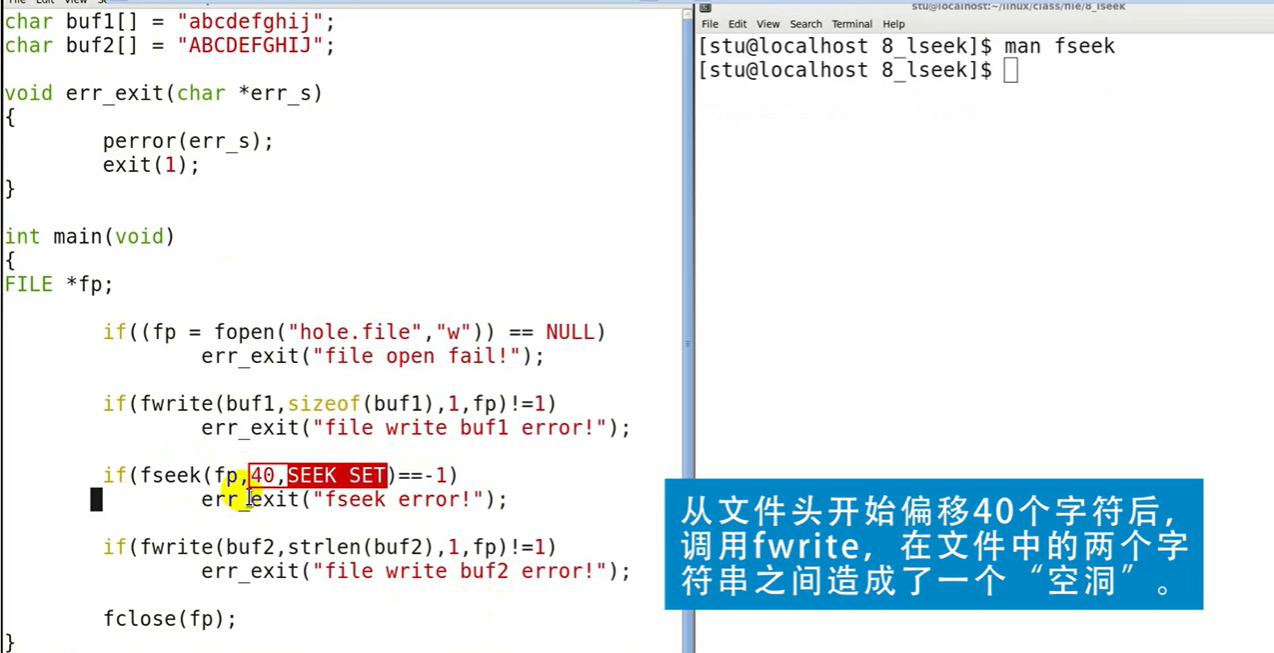 char buf1[] = "abcdefghij";
char buf2[] = "ABCDEFGHIJ";
void err_exit(char *err_s)
{
perror(err_s);
exit(1);
}
int main(void)
{
FILE *fp;
if((fp = fopen("hole.file","w")) == NULL)
err_exit("file open fail!");
if(fwrite(buf1,sizeof(buf1),1,fp)!=1)
err_exit("file write buf1 error!");
if(fseek(fp,40,SEEK_SET)==-1)
err_exit("fseek error!");
if(fwrite(buf2,strlen(buf2),1,fp)!=1)
err_exit("file write buf2 error!");
fclose(fp);
}
stu@localhost:~/linux/class/file/8_lseek
File Edit View Search Terminal Help
[stu@localhost 8_lseek]$ man fseek
[stu@localhost 8_lseek]$
从文件头开始偏移40个字符后，
调用fwrite，在文件中的两个字
符串之间造成了一个“空洞”。